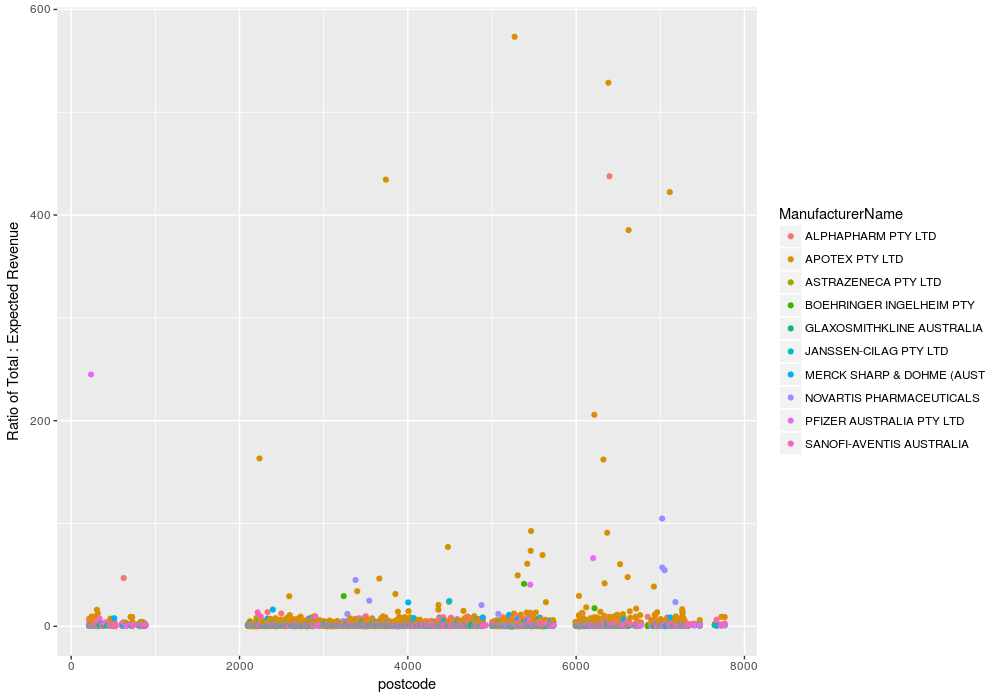 600
400
200
0
Ratio of Total : Expected Revenue
0 2000 4000 6000 8000
postcode
ManufacturerName
ALPHAPHARM PTY LTD
APOTEX PTY LTD
ASTRAZENECA PTY LTD
BOEHRINGER INGELHEIM PTY
GLAXOSMITHKLINE AUSTRALIA
JANSSEN-CILAG PTY LTD
MERCK SHARP & DOHME (AUST
NOVARTIS PHARMACEUTICALS
PFIZER AUSTRALIA PTY LTD
SANOFI-AVENTIS AUSTRALIA